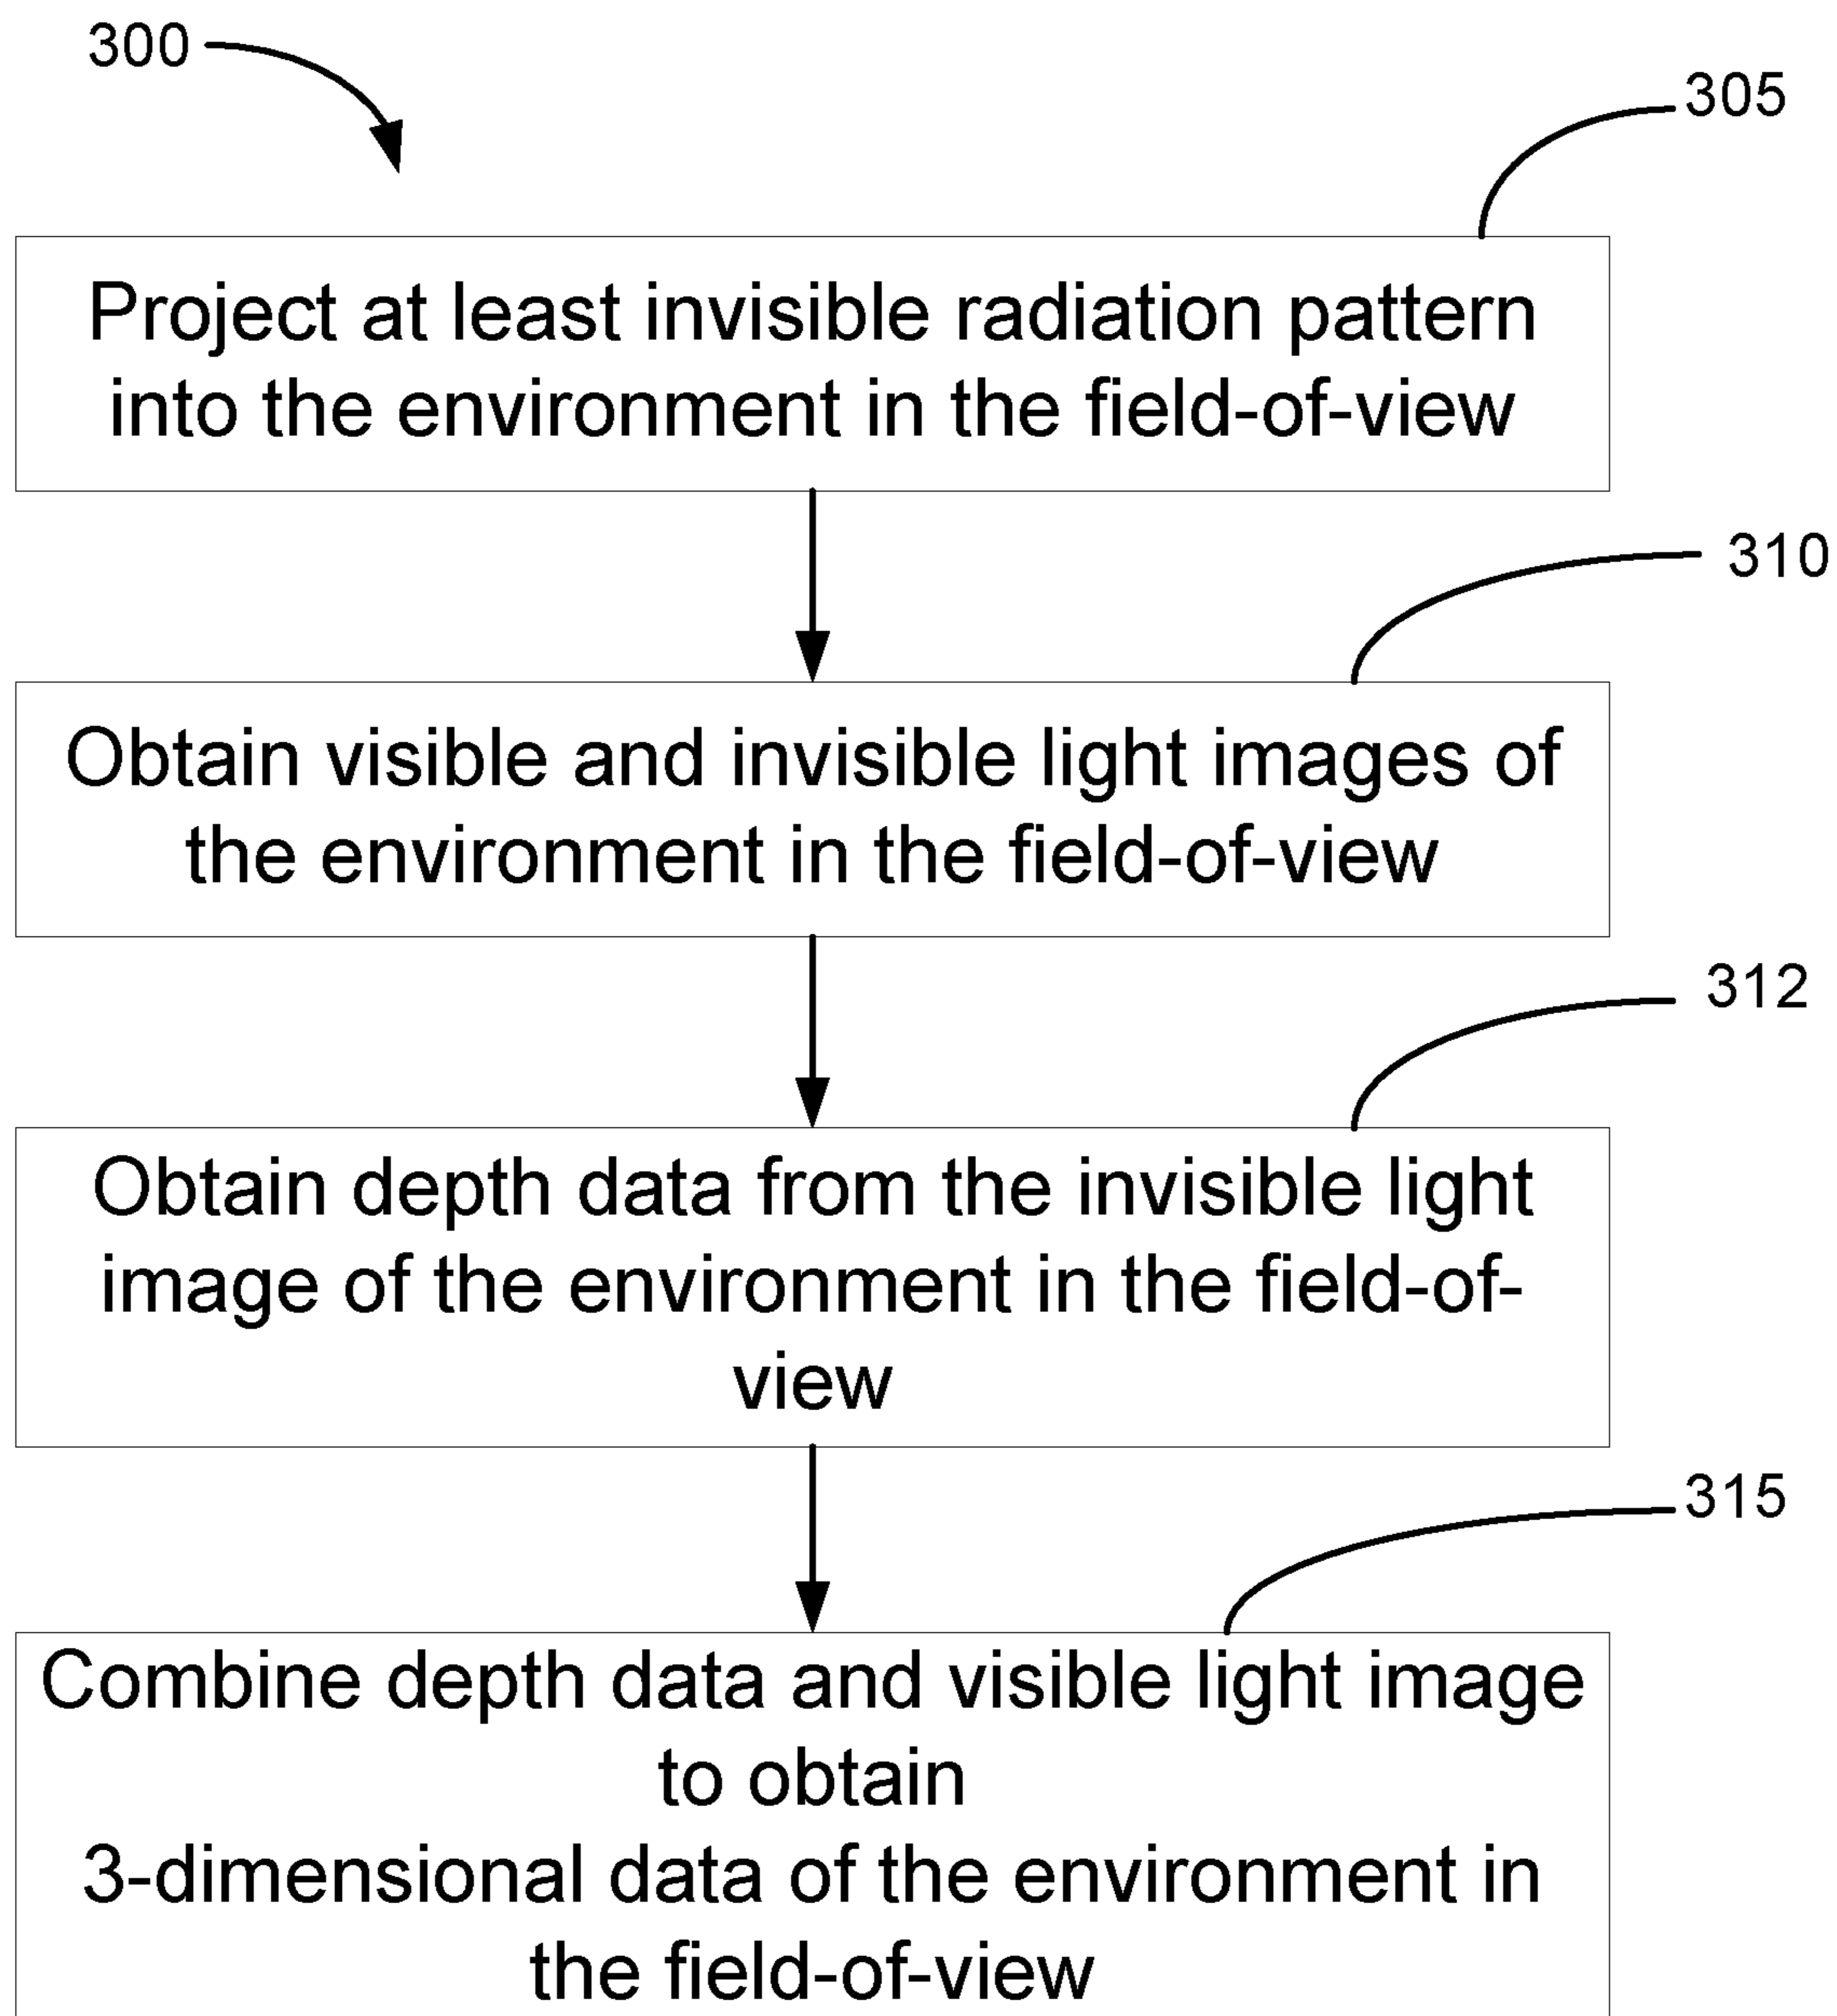 300
305
Project at least invisible radiation pattern
into the environment in the field-of-view
310
Obtain visible and invisible light images of
the environment in the field-of-view
312
Obtain depth data from the invisible light
image of the environment in the field-of-
view
315
Combine depth data and visible light image
to obtain
3-dimensional data of the environment in
the field-of-view